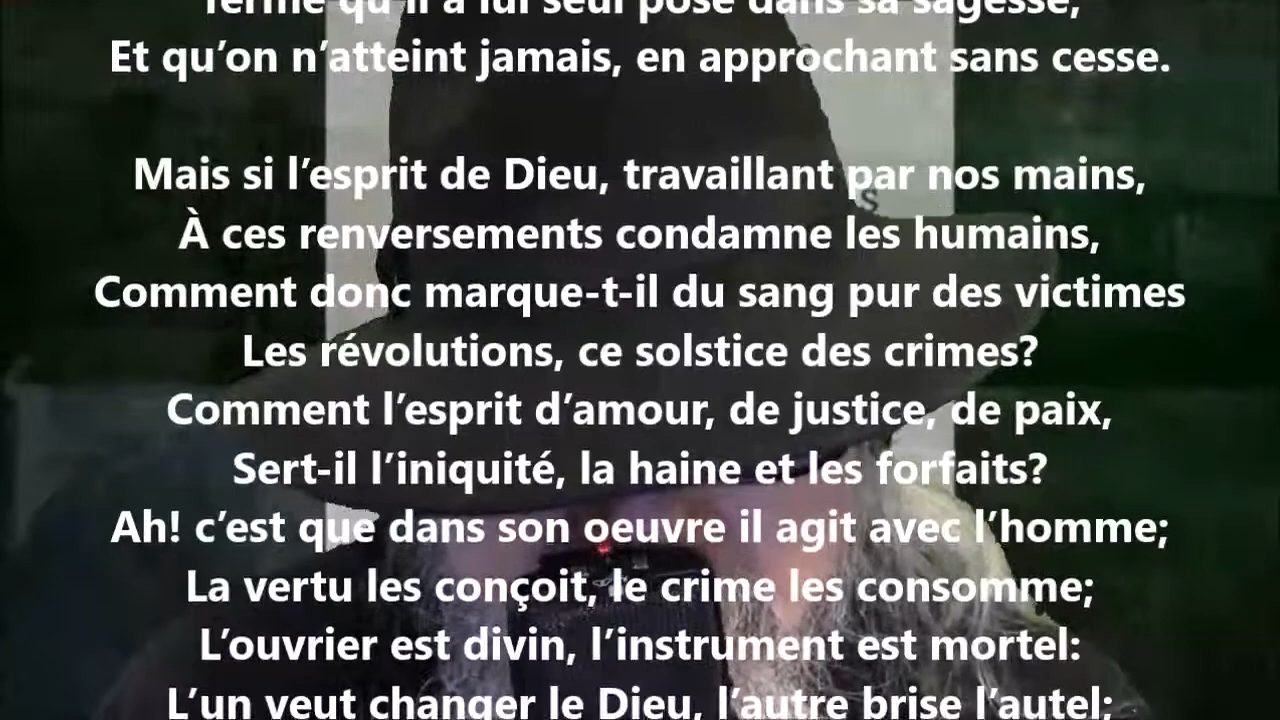 Terme qu'il a lui seul posé dans sa sagesse,
Et qu'on n'atteint jamais, en approchant sans cesse.
Mais si l'esprit de Dieu, travaillant par nos mains,
À ces renversements condamne les humains,
Comment donc marque-t-il du sang pur des victimes
Les révolutions, ce solstice des crimes?
Comment l'esprit d'amour, de justice, de paix,
Sert-il l'iniquité, la haine et les forfaits?
Ah! c'est que dans son oeuvre il agit avec l'homme;
La vertu les conçoit, le crime les consomme;
L'ouvrier est divin, l'instrument est mortel:
L'un veut changer le Dieu, l'autre brise l'autel;